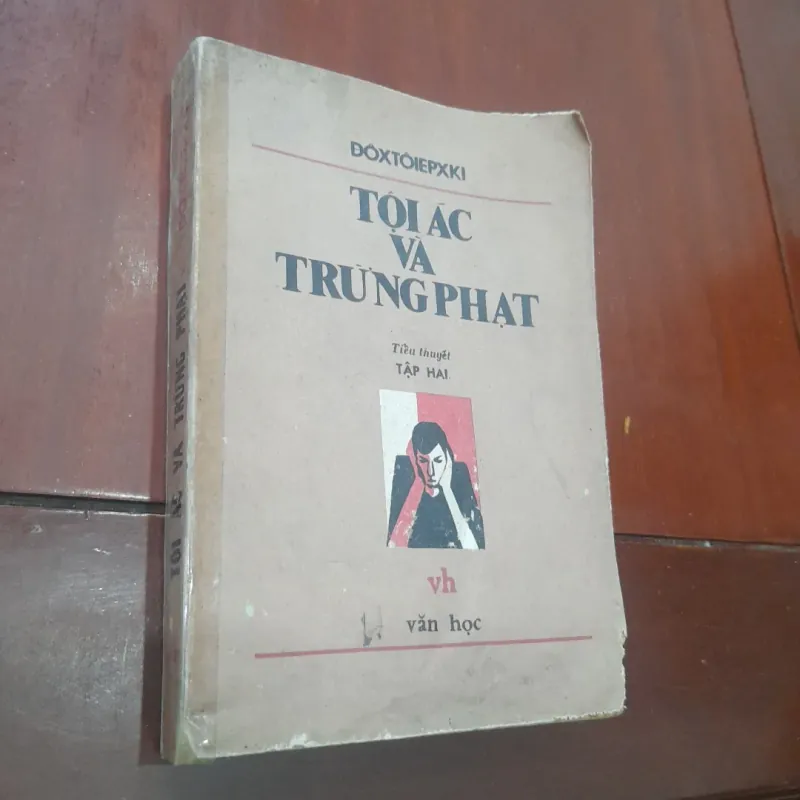 ĐÔXTÔIEPXKI
TỘI ÁC
VÀ
TRỪNG PHẠT
Tiểu thuyết
TẬP HAI
vh
văn học
TỘI ÁC VÀ TRỪNG PHẠT